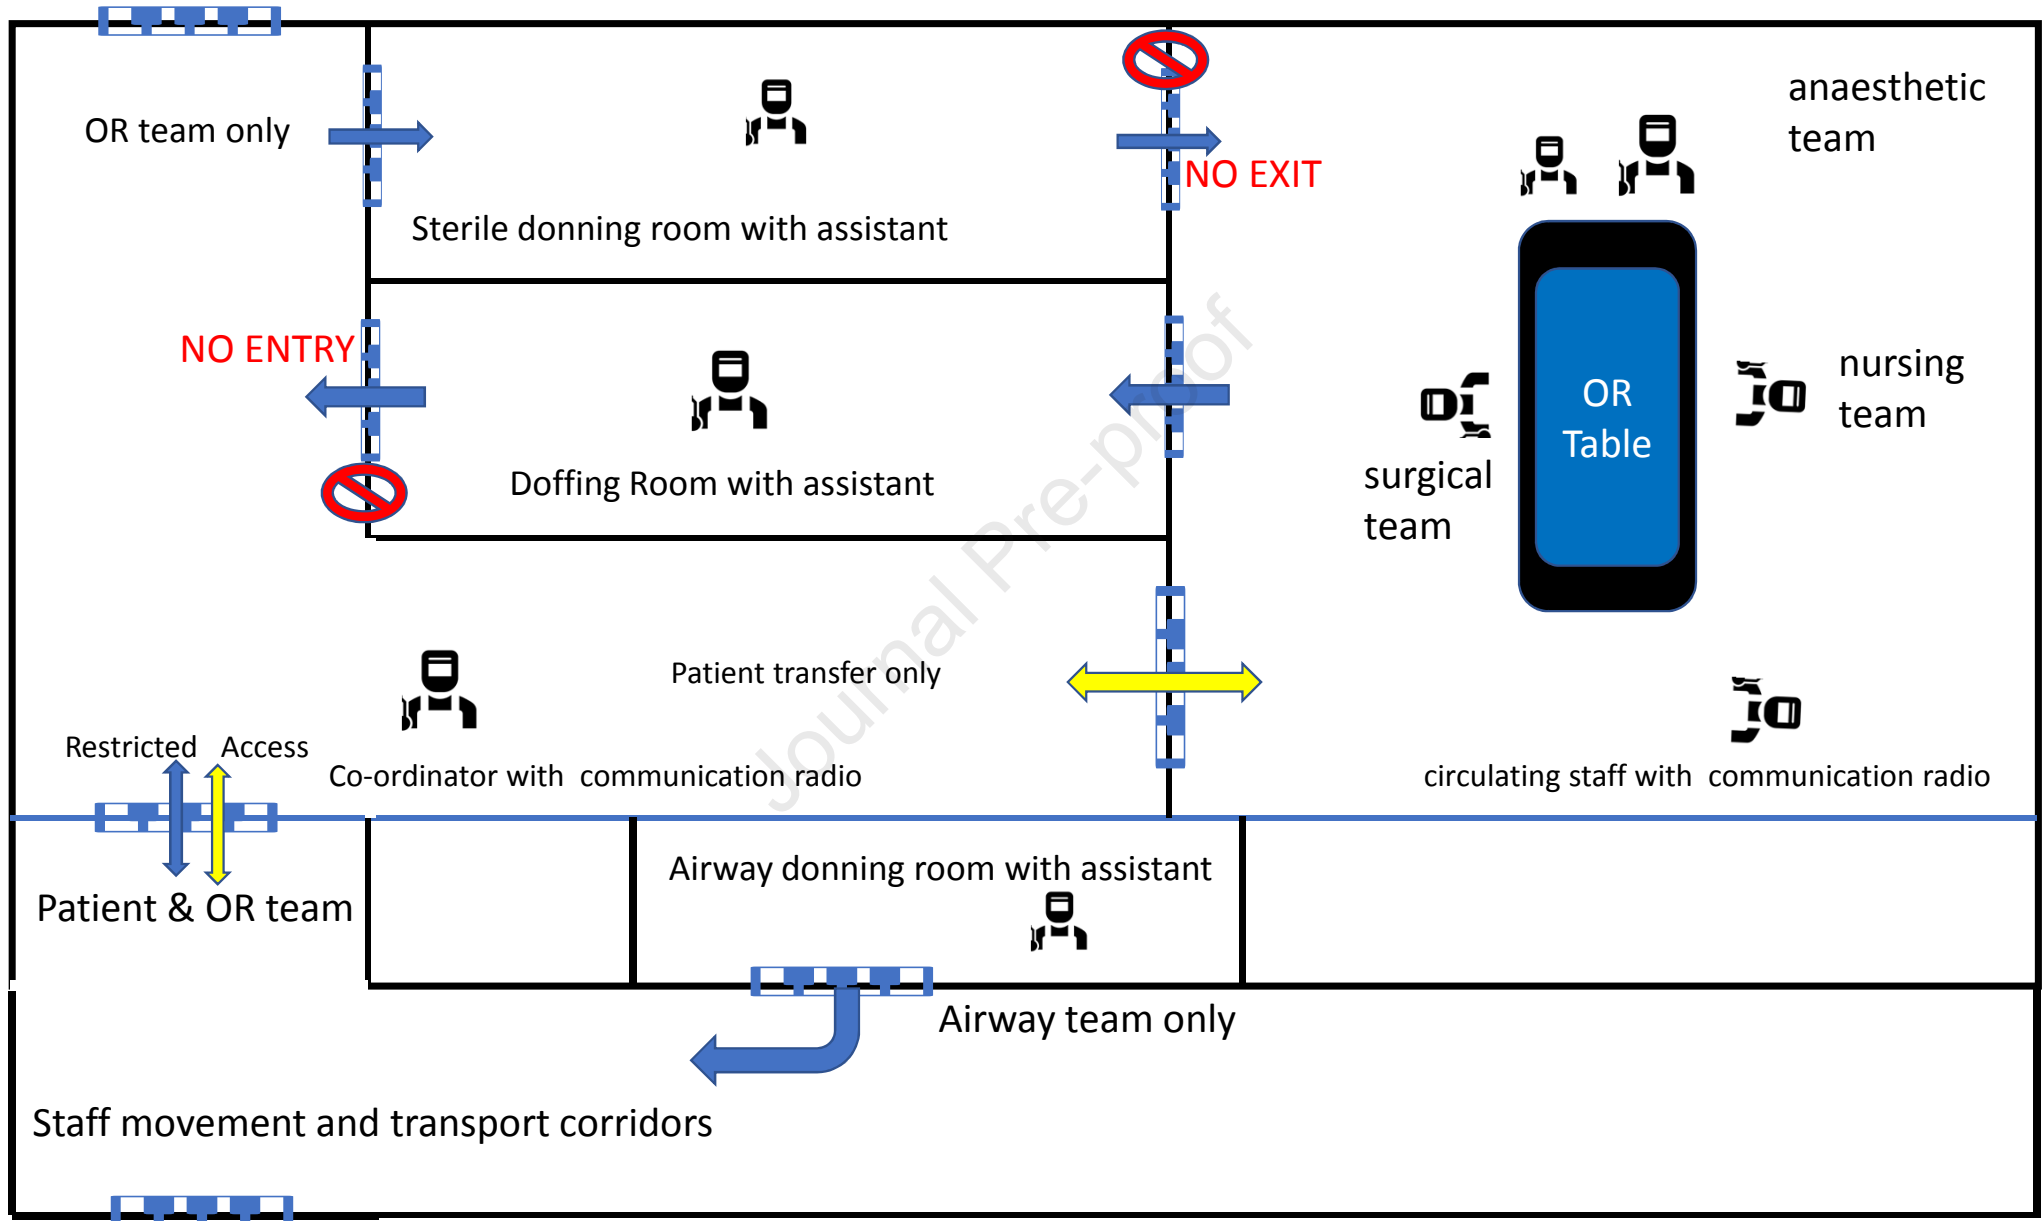 anaesthetic
team
OR team only
NO EXIT
Sterile donning room with assistant
NO ENTRY
nursing
team
OR
Table
Doffing Room with assistant
surgical
team
Journal Pre-proof
Patient transfer only
Restricted Access
Co-ordinator with communication radio
circulating staff with communication radio
Airway donning room with assistant
Patient & OR team
Airway team only
Staff movement and transport corridors